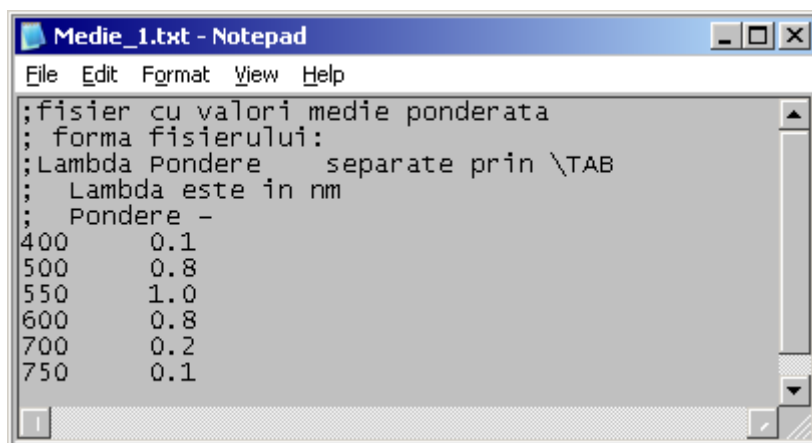 Medie_1.txt - Notepad
File Edit Format View Help
;fisier cu valori medie ponderata
; forma fisierului:
;Lambda Pondere    separate prin \TAB
;  Lambda este in nm
;  Pondere -
400 0.1
500 0.8
550 1.0
600 0.8
700 0.2
750 0.1